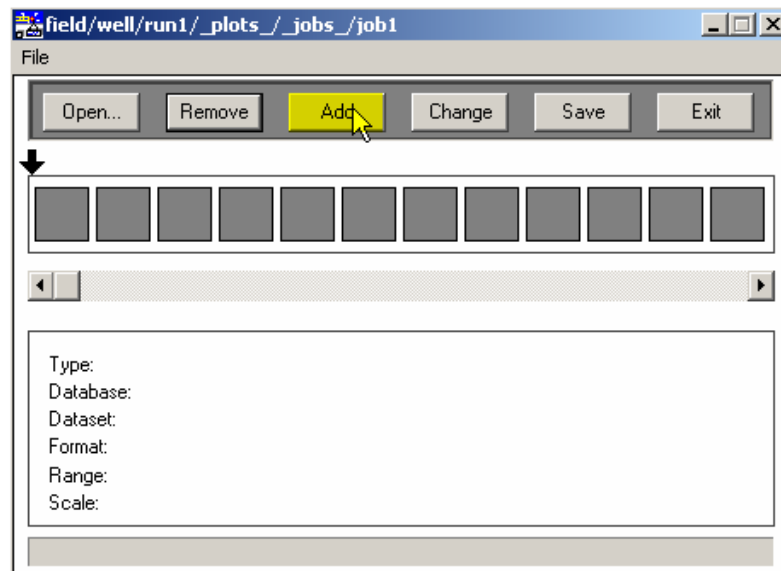 field/well/run1/_plots_/_jobs_/job1
File
Open... Remove Add Change Save Exit
Type:
Database:
Dataset:
Format:
Range:
Scale: